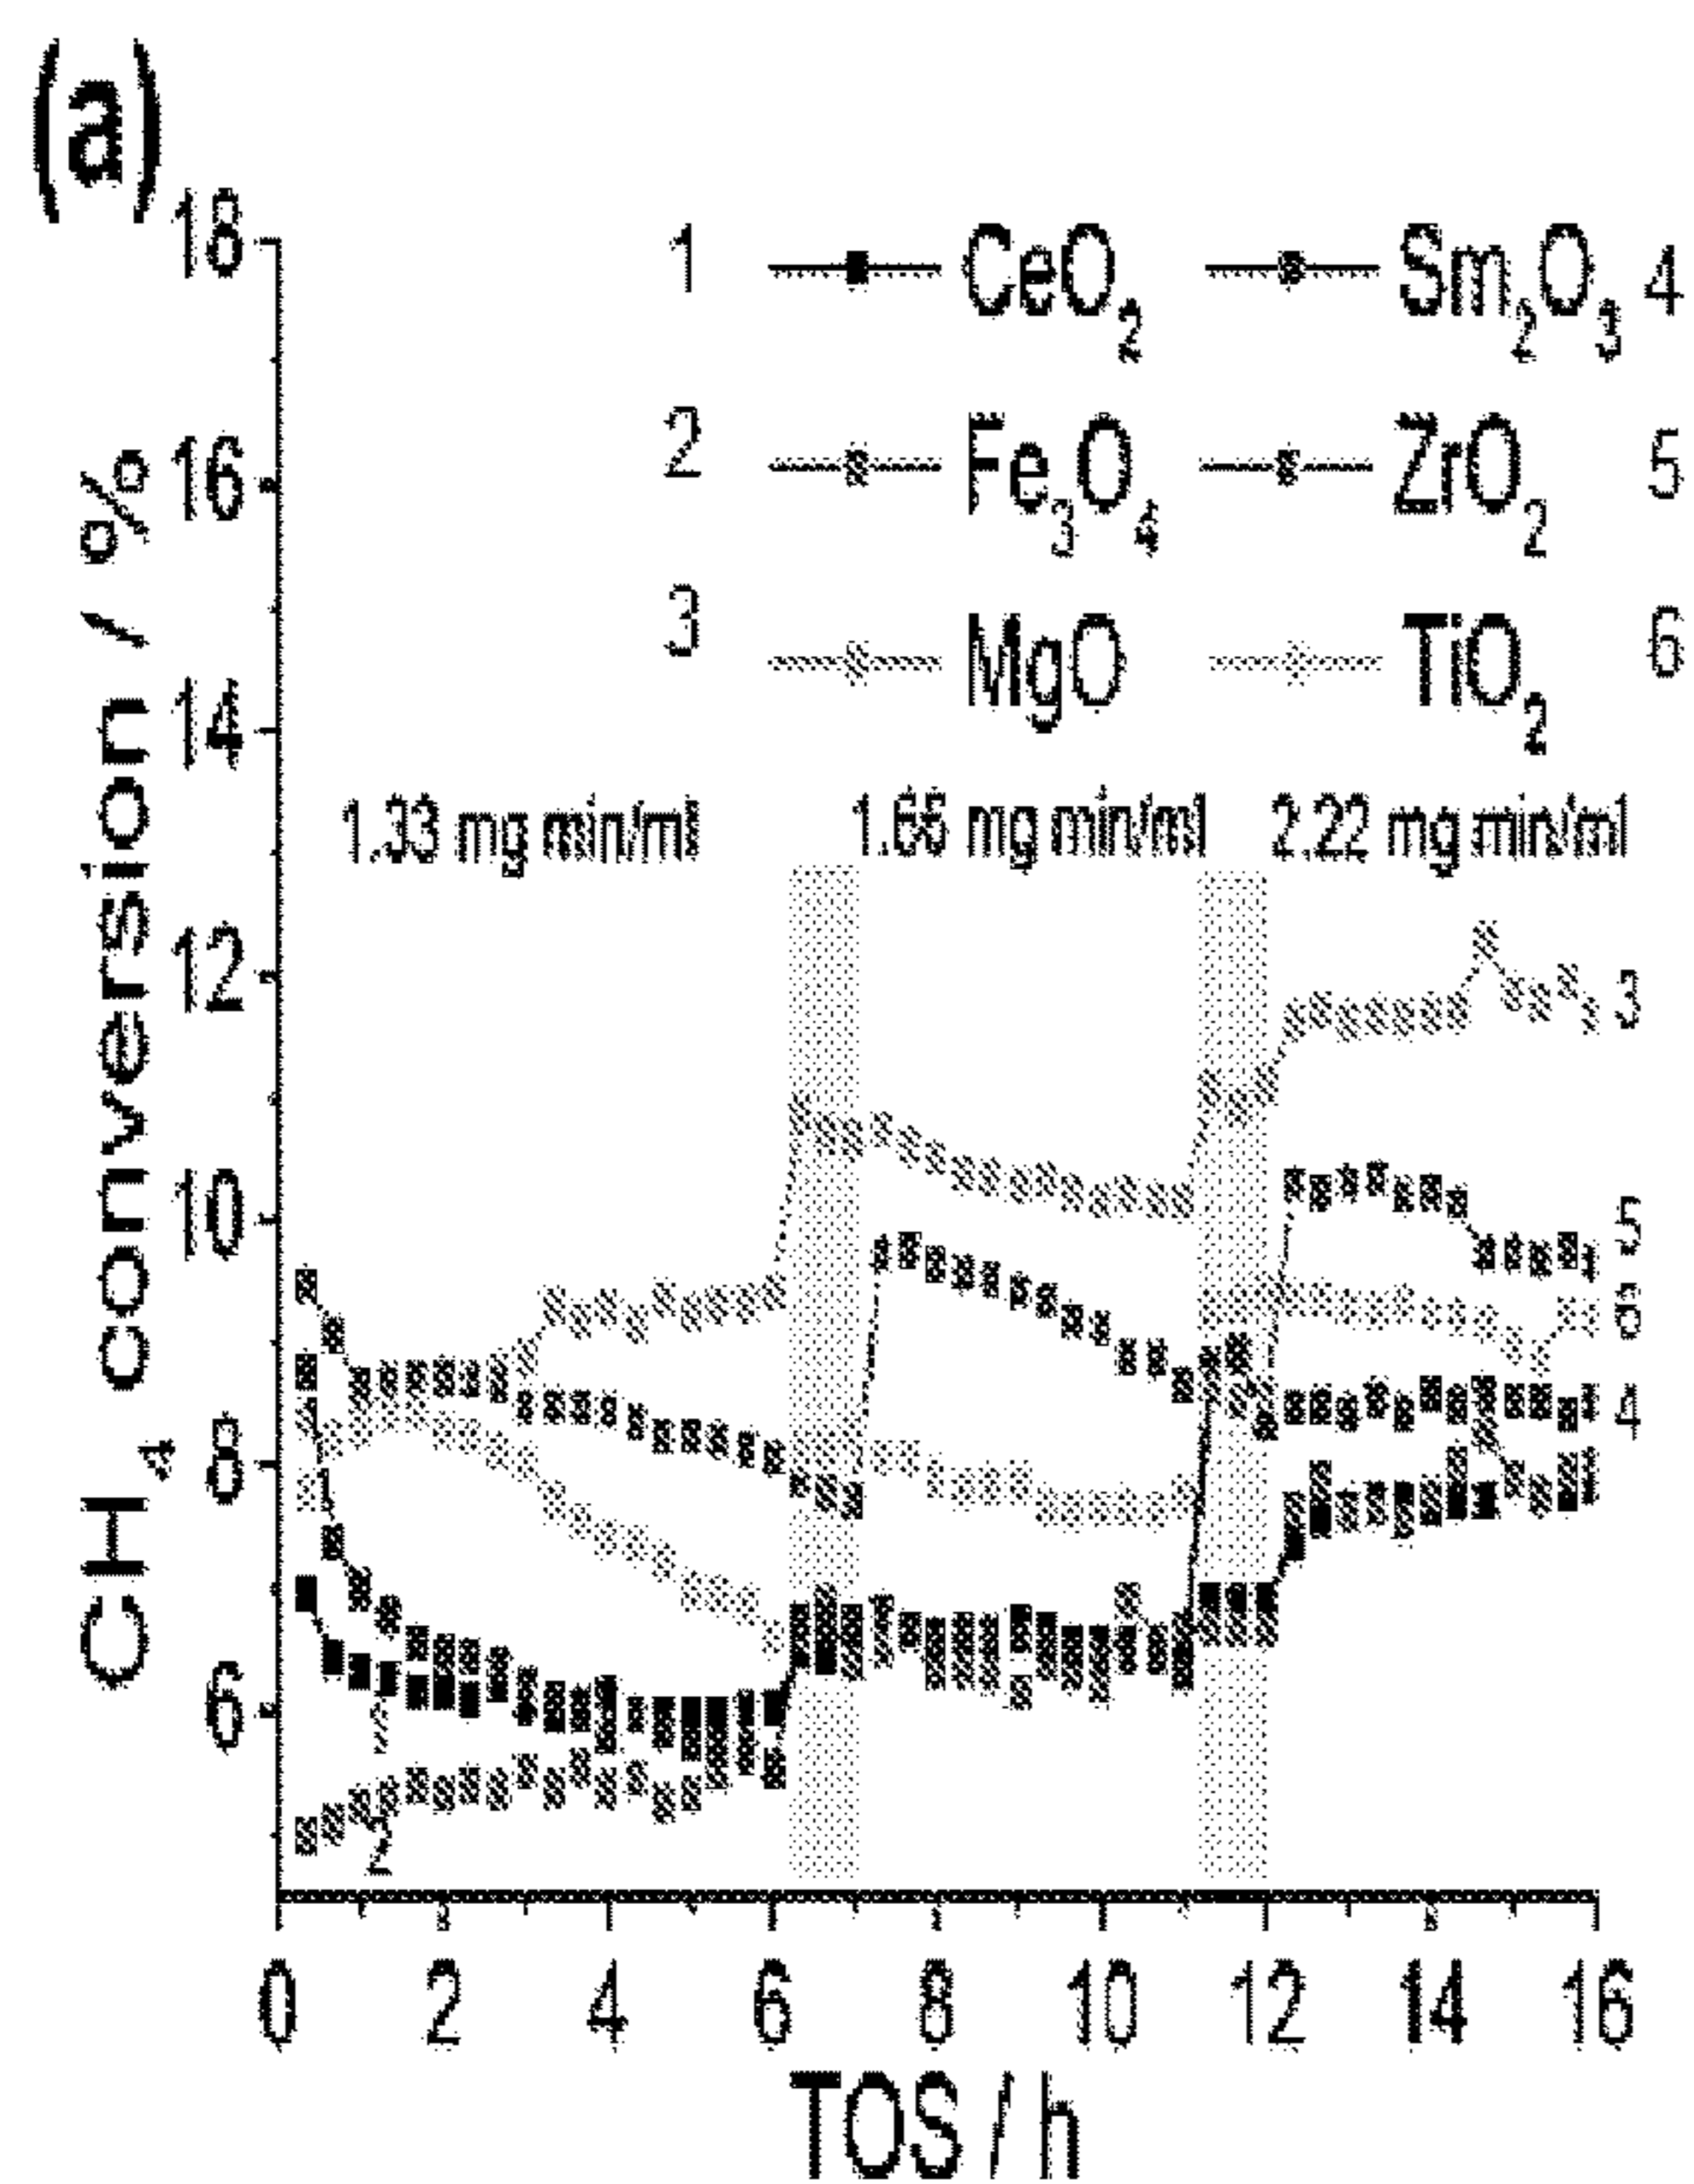 (a)
CH₄ conversion / %
18
16
14
12
10
8
6
1 CeO₂ Sm₂O₃ 4
2 Fe₃O₄ ZrO₂ 5
3 MgO TiO₂ 6
1.33 mg min/ml 1.65 mg min/ml 2.22 mg min/ml
3
5
4
2
0 2 4 6 8 10 12 14 16
TOS / h